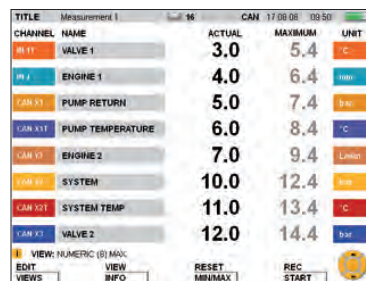 TITLE Measurement 1 16 CAN 17 08 08 09:50
CHANNEL NAME ACTUAL MAXIMUM UNIT
IN 1T VALVE 1 3.0 5.4 °C
IN J ENGINE 1 4.0 6.4
CAN X1 PUMP RETURN 5.0 7.4 bar
CAN X1T PUMP TEMPERATURE 6.0 8.4 °C
CAN Y2 ENGINE 2 7.0 9.4 L/min
SYSTEM 10.0 12.4 bar
CAN X2T SYSTEM TEMP 11.0 13.4 °C
CAN X3 VALVE 2 12.0 14.4 bar
VIEW: NUMERIC (8) MAX
EDIT VIEW RESET REC
VIEWS INFO MIN/MAX START